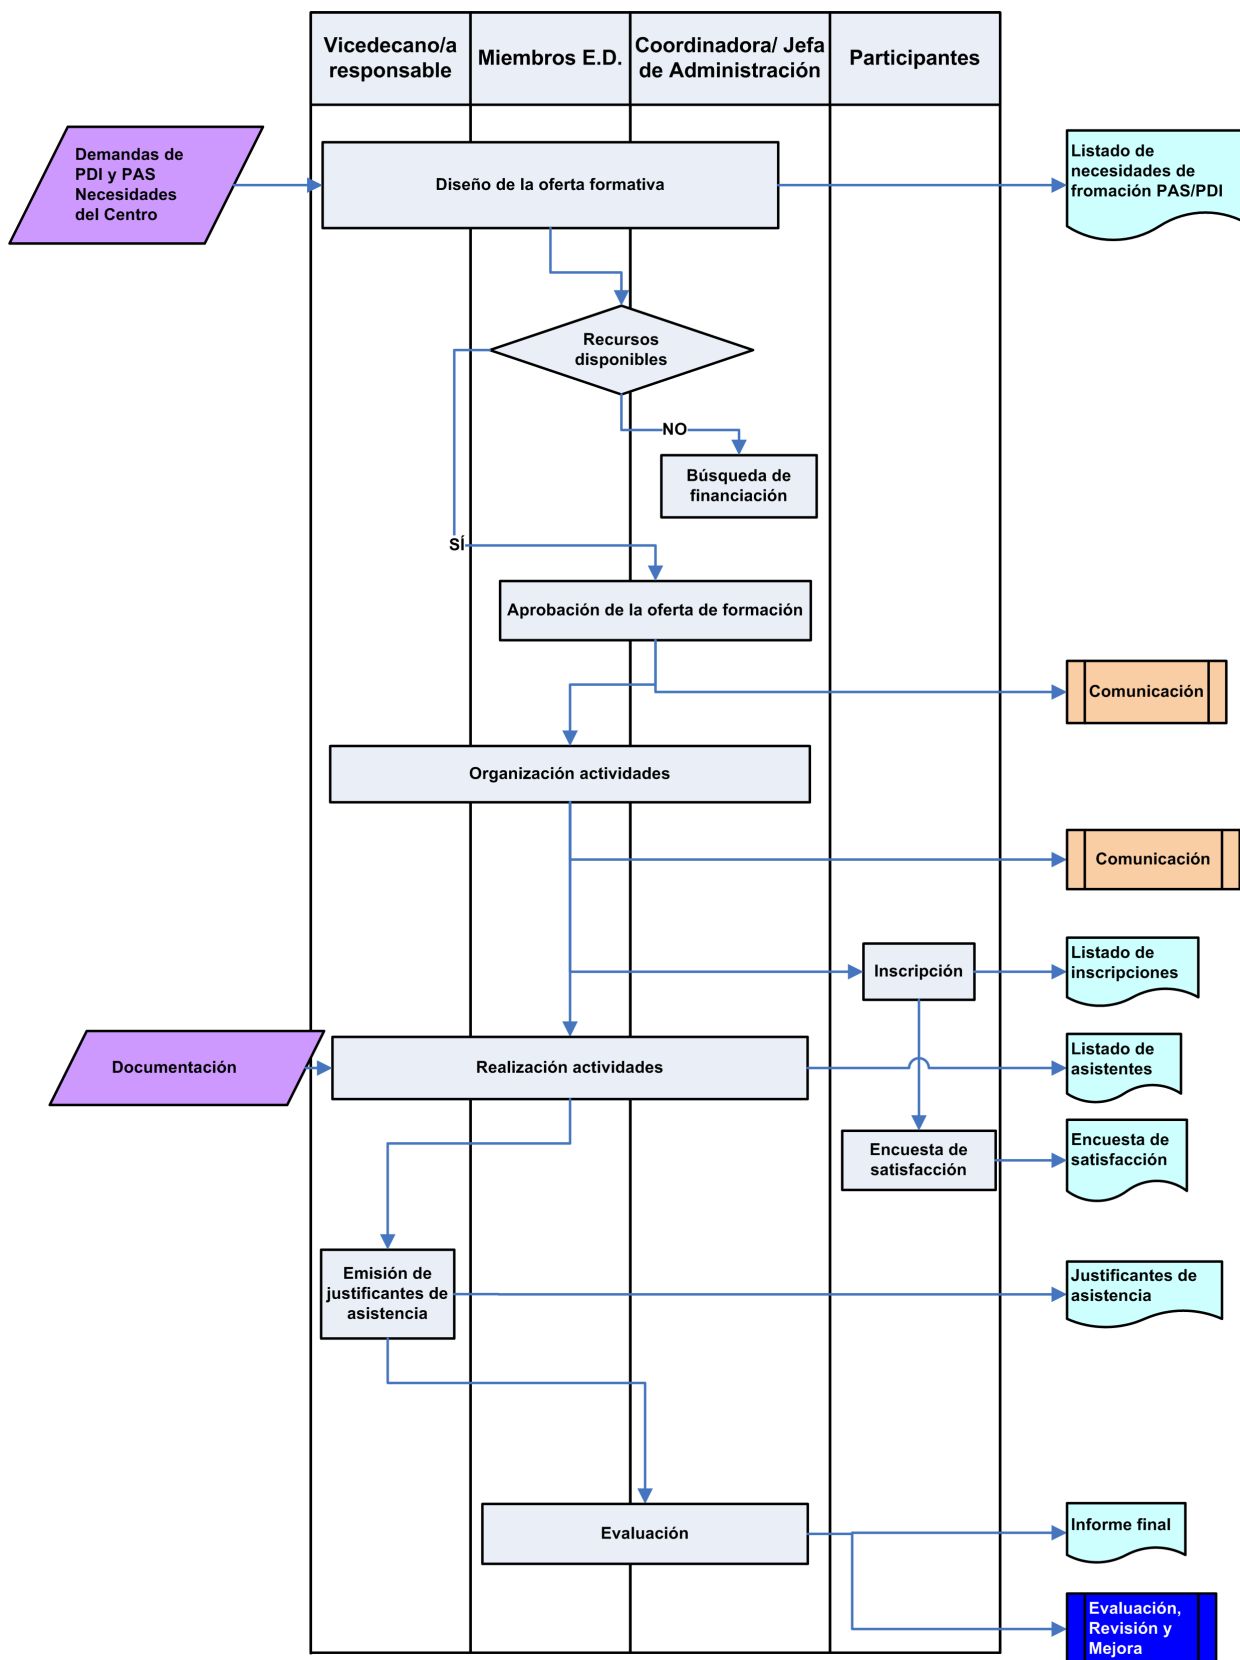 Vicedecano/a
responsable
Miembros E.D.
Coordinadora/ Jefa
de Administración
Participantes
Demandas de
PDI y PAS
Necesidades
del Centro
Diseño de la oferta formativa
Listado de
necesidades de
fromación PAS/PDI
Recursos
disponibles
NO
Búsqueda de
financiación
SÍ
Aprobación de la oferta de formación
Comunicación
Organización actividades
Comunicación
Inscripción
Listado de
inscripciones
Documentación
Realización actividades
Listado de
asistentes
Encuesta de
satisfacción
Encuesta de
satisfacción
Emisión de
justificantes de
asistencia
Justificantes de
asistencia
Evaluación
Informe final
Evaluación,
Revisión y
Mejora